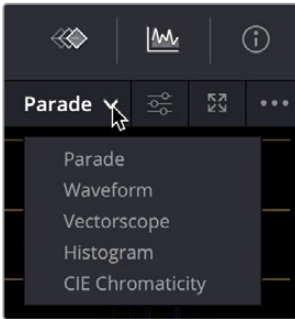 Parade
Parade
Waveform
Vectorscope
Histogram
CIE Chromaticity